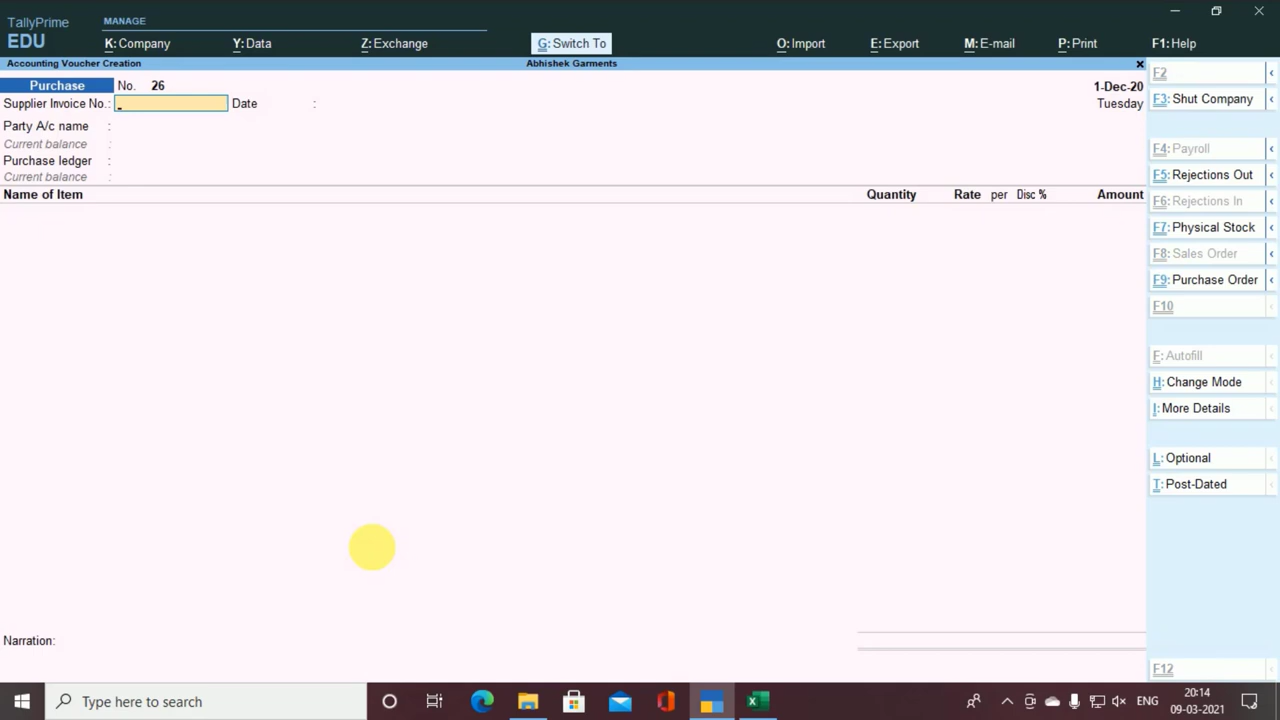 TallyPrime
EDU
MANAGE
K: Company
Y: Data
Z: Exchange
G: Switch To
O: Import
E: Export
M: E-mail
P: Print
F1: Help
Accounting Voucher Creation
Abhishek Garments
×
Purchase No. 26
1-Dec-20
Supplier Invoice No.: Date :
Tuesday
Party A/c name :
Current balance :
Purchase ledger :
Current balance :
Name of Item Quantity Rate per Disc % Amount
Narration:
F2
F3: Shut Company
F4: Payroll
F5: Rejections Out
F6: Rejections In
F7: Physical Stock
F8: Sales Order
F9: Purchase Order
F10
F: Autofill
H: Change Mode
I: More Details
L: Optional
T: Post-Dated
F12
Type here to search
ENG
20:14
09-03-2021